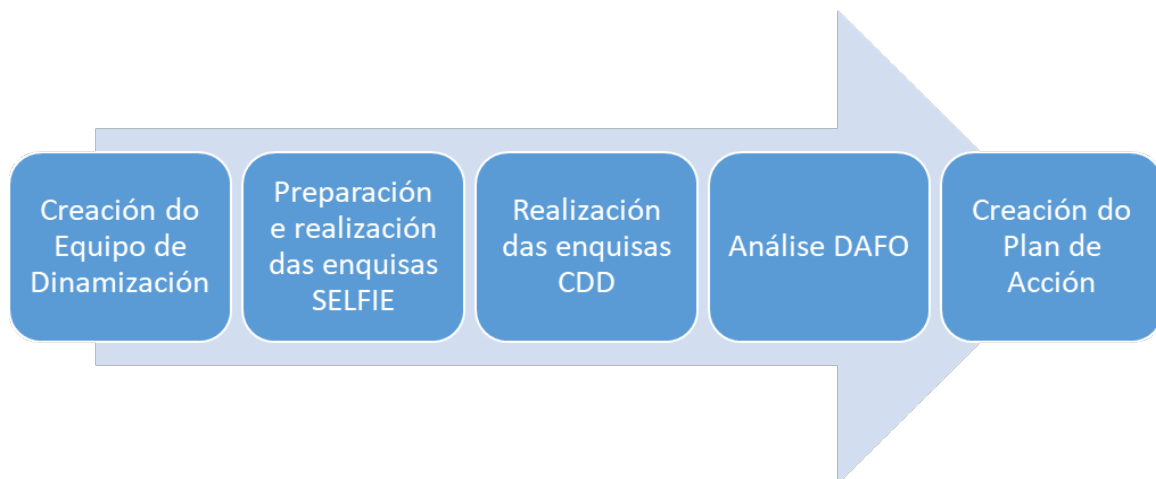 Creación do
Equipo de
Dinamización
Preparación
e realización
das enquisas
SELFIE
Realización
das enquisas
CDD
Análise DAFO
Creación do
Plan de
Acción